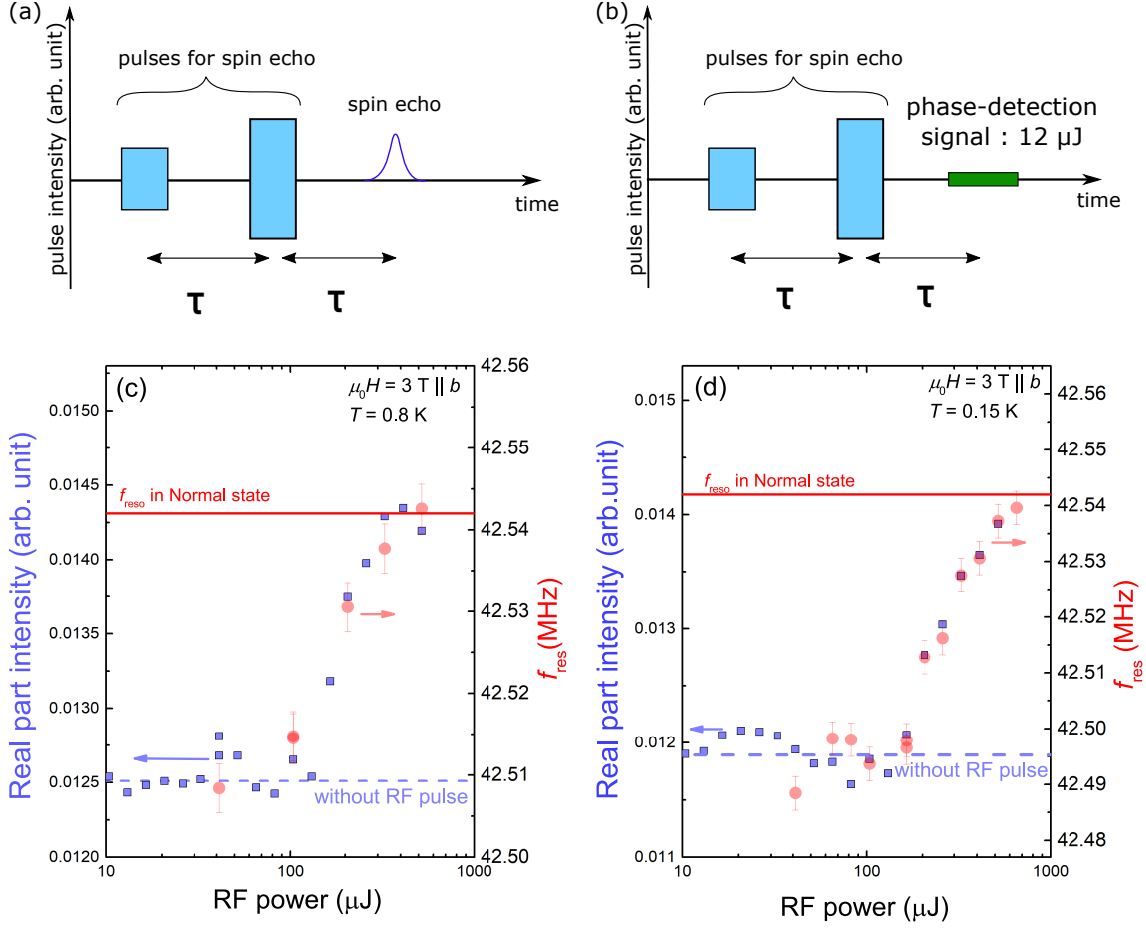 (a)
pulse intensity (arb. unit)
pulses for spin echo
spin echo
time
τ
τ
(b)
pulse intensity (arb. unit)
pulses for spin echo
phase-detection
signal : 12 μJ
time
τ
τ
(c)
μ0H = 3 T || b
T = 0.8 K
freso in Normal state
without RF pulse
Real part intensity (arb. unit)
0.0150
0.0145
0.0140
0.0135
0.0130
0.0125
0.0120
10
100
1000
RF power (μJ)
42.56
42.55
42.54
42.53
42.52
42.51
42.50
fres(MHz)
(d)
μ0H = 3 T || b
T = 0.15 K
freso in Normal state
without RF pulse
Real part intensity (arb.unit)
0.015
0.014
0.013
0.012
0.011
10
100
1000
RF power (μJ)
42.56
42.55
42.54
42.53
42.52
42.51
42.50
42.49
42.48
fres (MHz)